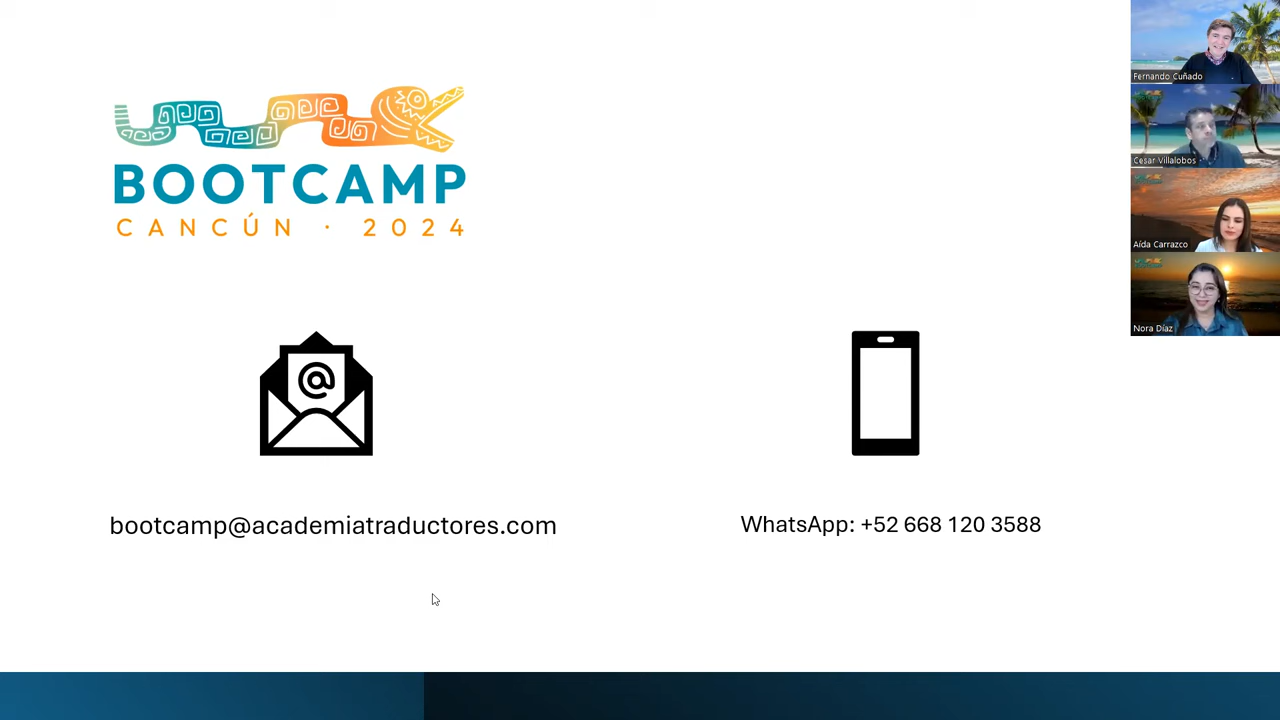 BOOTCAMP
CANCÚN · 2024
@
bootcamp@academiatraductores.com
WhatsApp: +52 668 120 3588
Fernando Cuñado
Cesar Villalobos
Aída Carrazco
Nora Díaz